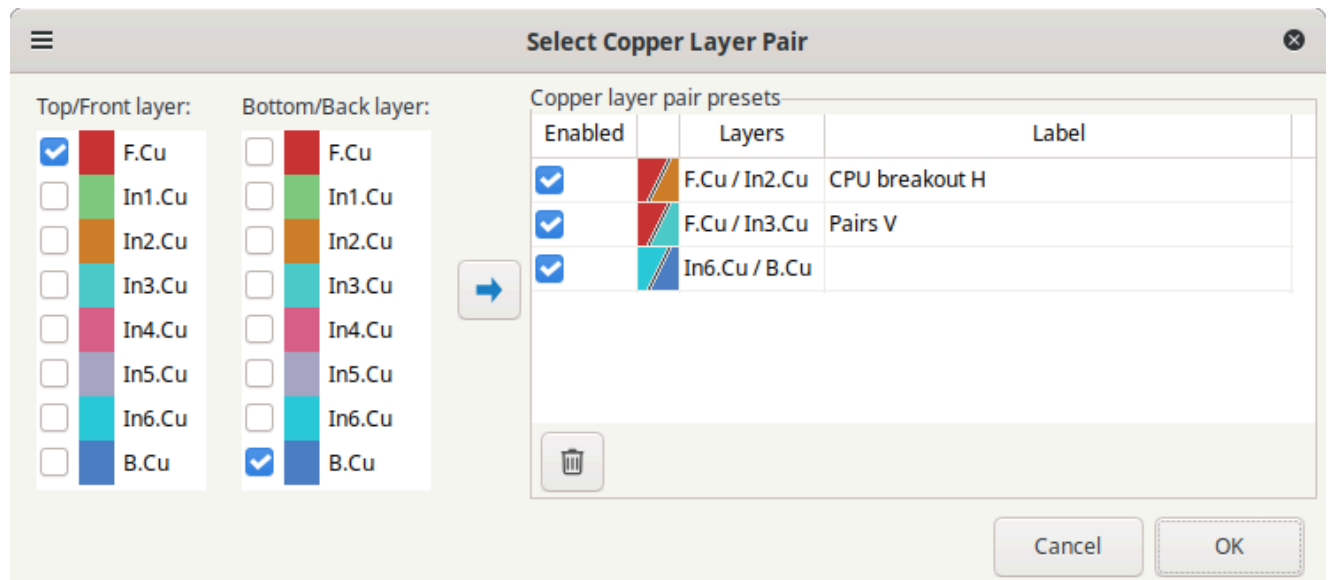 Select Copper Layer Pair
Top/Front layer:
F.Cu
In1.Cu
In2.Cu
In3.Cu
In4.Cu
In5.Cu
In6.Cu
B.Cu
Bottom/Back layer:
F.Cu
In1.Cu
In2.Cu
In3.Cu
In4.Cu
In5.Cu
In6.Cu
B.Cu
Copper layer pair presets
Enabled Layers Label
F.Cu / In2.Cu CPU breakout H
F.Cu / In3.Cu Pairs V
In6.Cu / B.Cu
Cancel OK